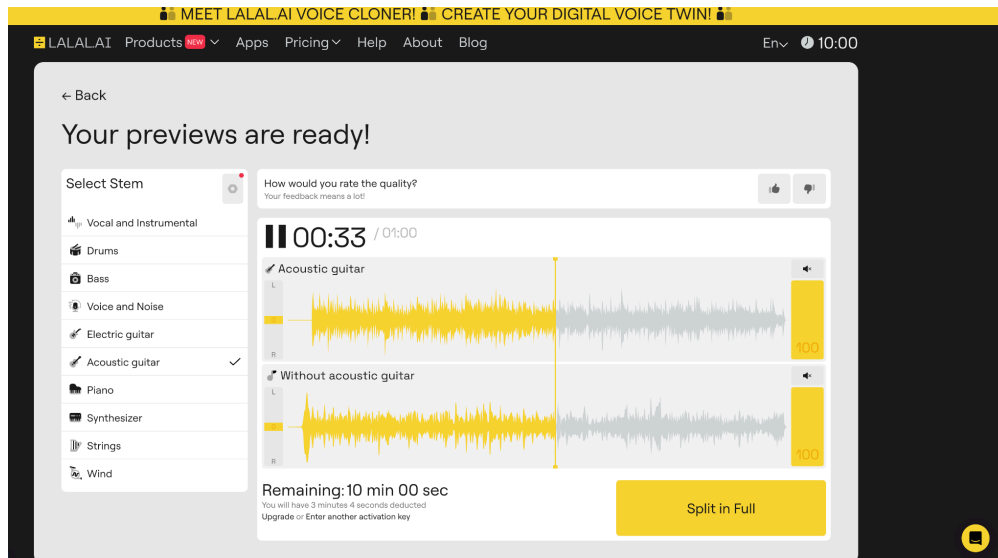 MEET LALAL.AI VOICE CLONER! CREATE YOUR DIGITAL VOICE TWIN!
LALAL.AI Products NEW Apps Pricing Help About Blog En 10:00
← Back
Your previews are ready!
Select Stem
Vocal and Instrumental
Drums
Bass
Voice and Noise
Electric guitar
Acoustic guitar
Piano
Synthesizer
Strings
Wind
How would you rate the quality?
Your feedback means a lot!
00:33 / 01:00
Acoustic guitar
L
C
R
100
Without acoustic guitar
L
C
R
100
Remaining: 10 min 00 sec
You will have 3 minutes 4 seconds deducted
Upgrade or Enter another activation key
Split in Full